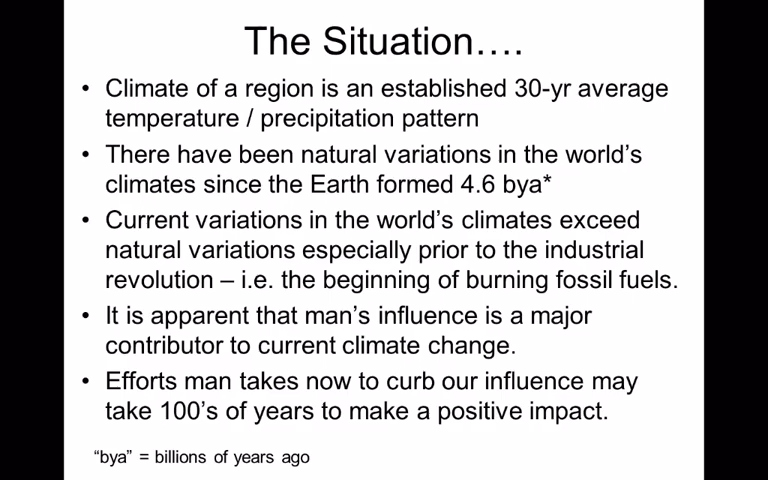 The Situation….
• Climate of a region is an established 30-yr average
temperature / precipitation pattern
• There have been natural variations in the world’s
climates since the Earth formed 4.6 bya*
• Current variations in the world’s climates exceed
natural variations especially prior to the industrial
revolution – i.e. the beginning of burning fossil fuels.
• It is apparent that man’s influence is a major
contributor to current climate change.
• Efforts man takes now to curb our influence may
take 100’s of years to make a positive impact.
“bya” = billions of years ago